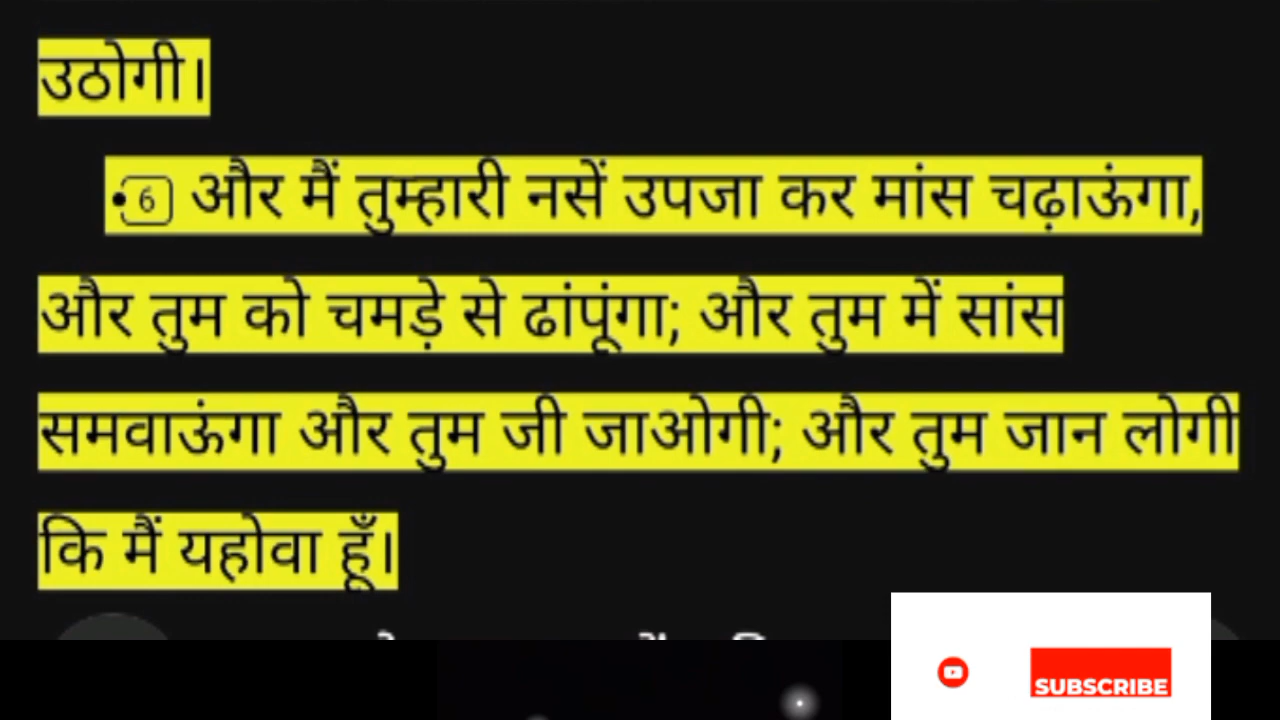 उठोगी।
6 और मैं तुम्हारी नसें उपजा कर मांस चढ़ाऊंगा,
और तुम को चमड़े से ढांपूंगा; और तुम में सांस
समवाऊंगा और तुम जी जाओगी; और तुम जान लोगी
कि मैं यहोवा हूँ।
SUBSCRIBE